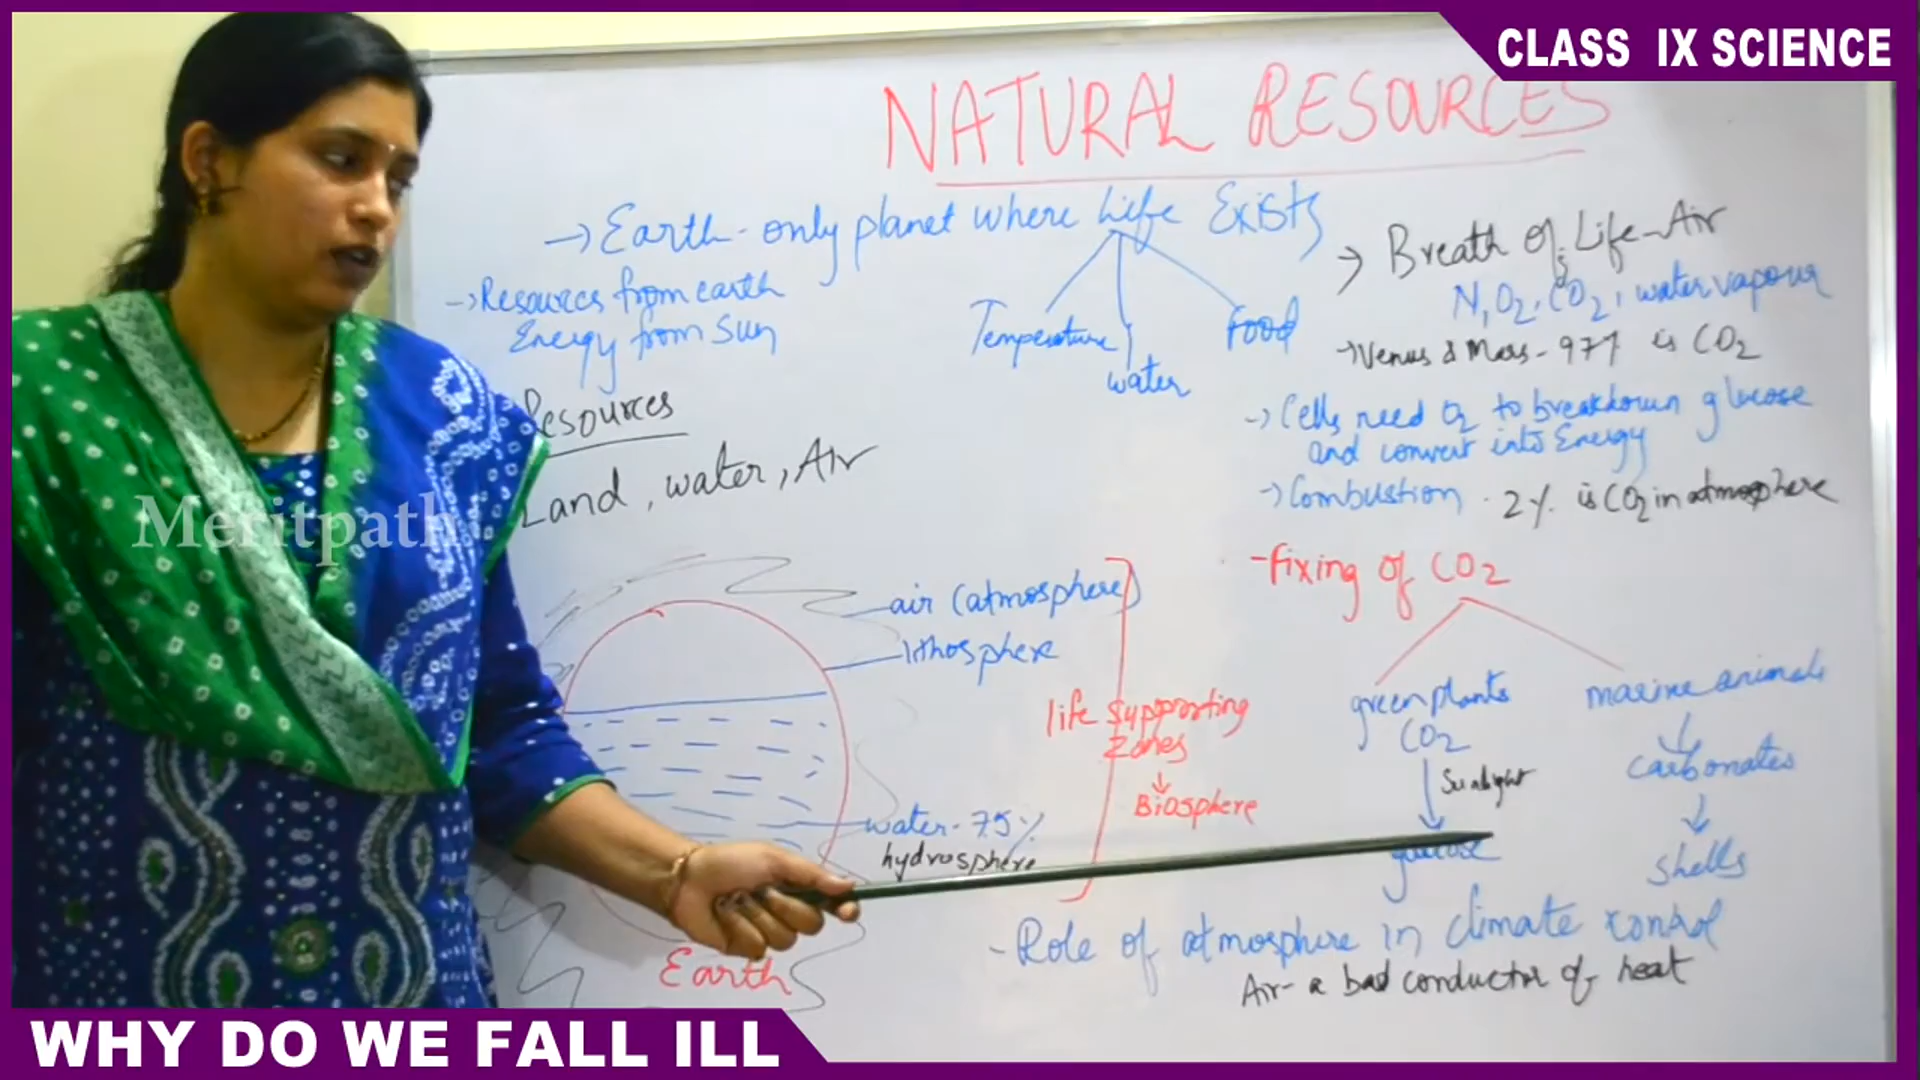 CLASS IX SCIENCE
NATURAL RESOURCES
→ Earth - only planet where Life Exists
Temperature
water
Food
→ Resources from earth
Energy from Sun
Resources
Land, water, Air
→ Breath of Life - Air
N, O2, CO2, water vapour
→ Venus & Mars - 97% is CO2
→ Cells need O2 to breakdown glucose
and convert into Energy
→ Combustion .2% is CO2 in atmosphere
- fixing of CO2
green plants
CO2
Sunlight
glucose
marine animals
carbonates
shells
air (atmosphere)
lithosphere
life supporting
zones
Biosphere
water - 75%
hydrosphere
Earth
- Role of atmosphere in climate control
Air - a bad conductor of heat
Meritpath
WHY DO WE FALL ILL